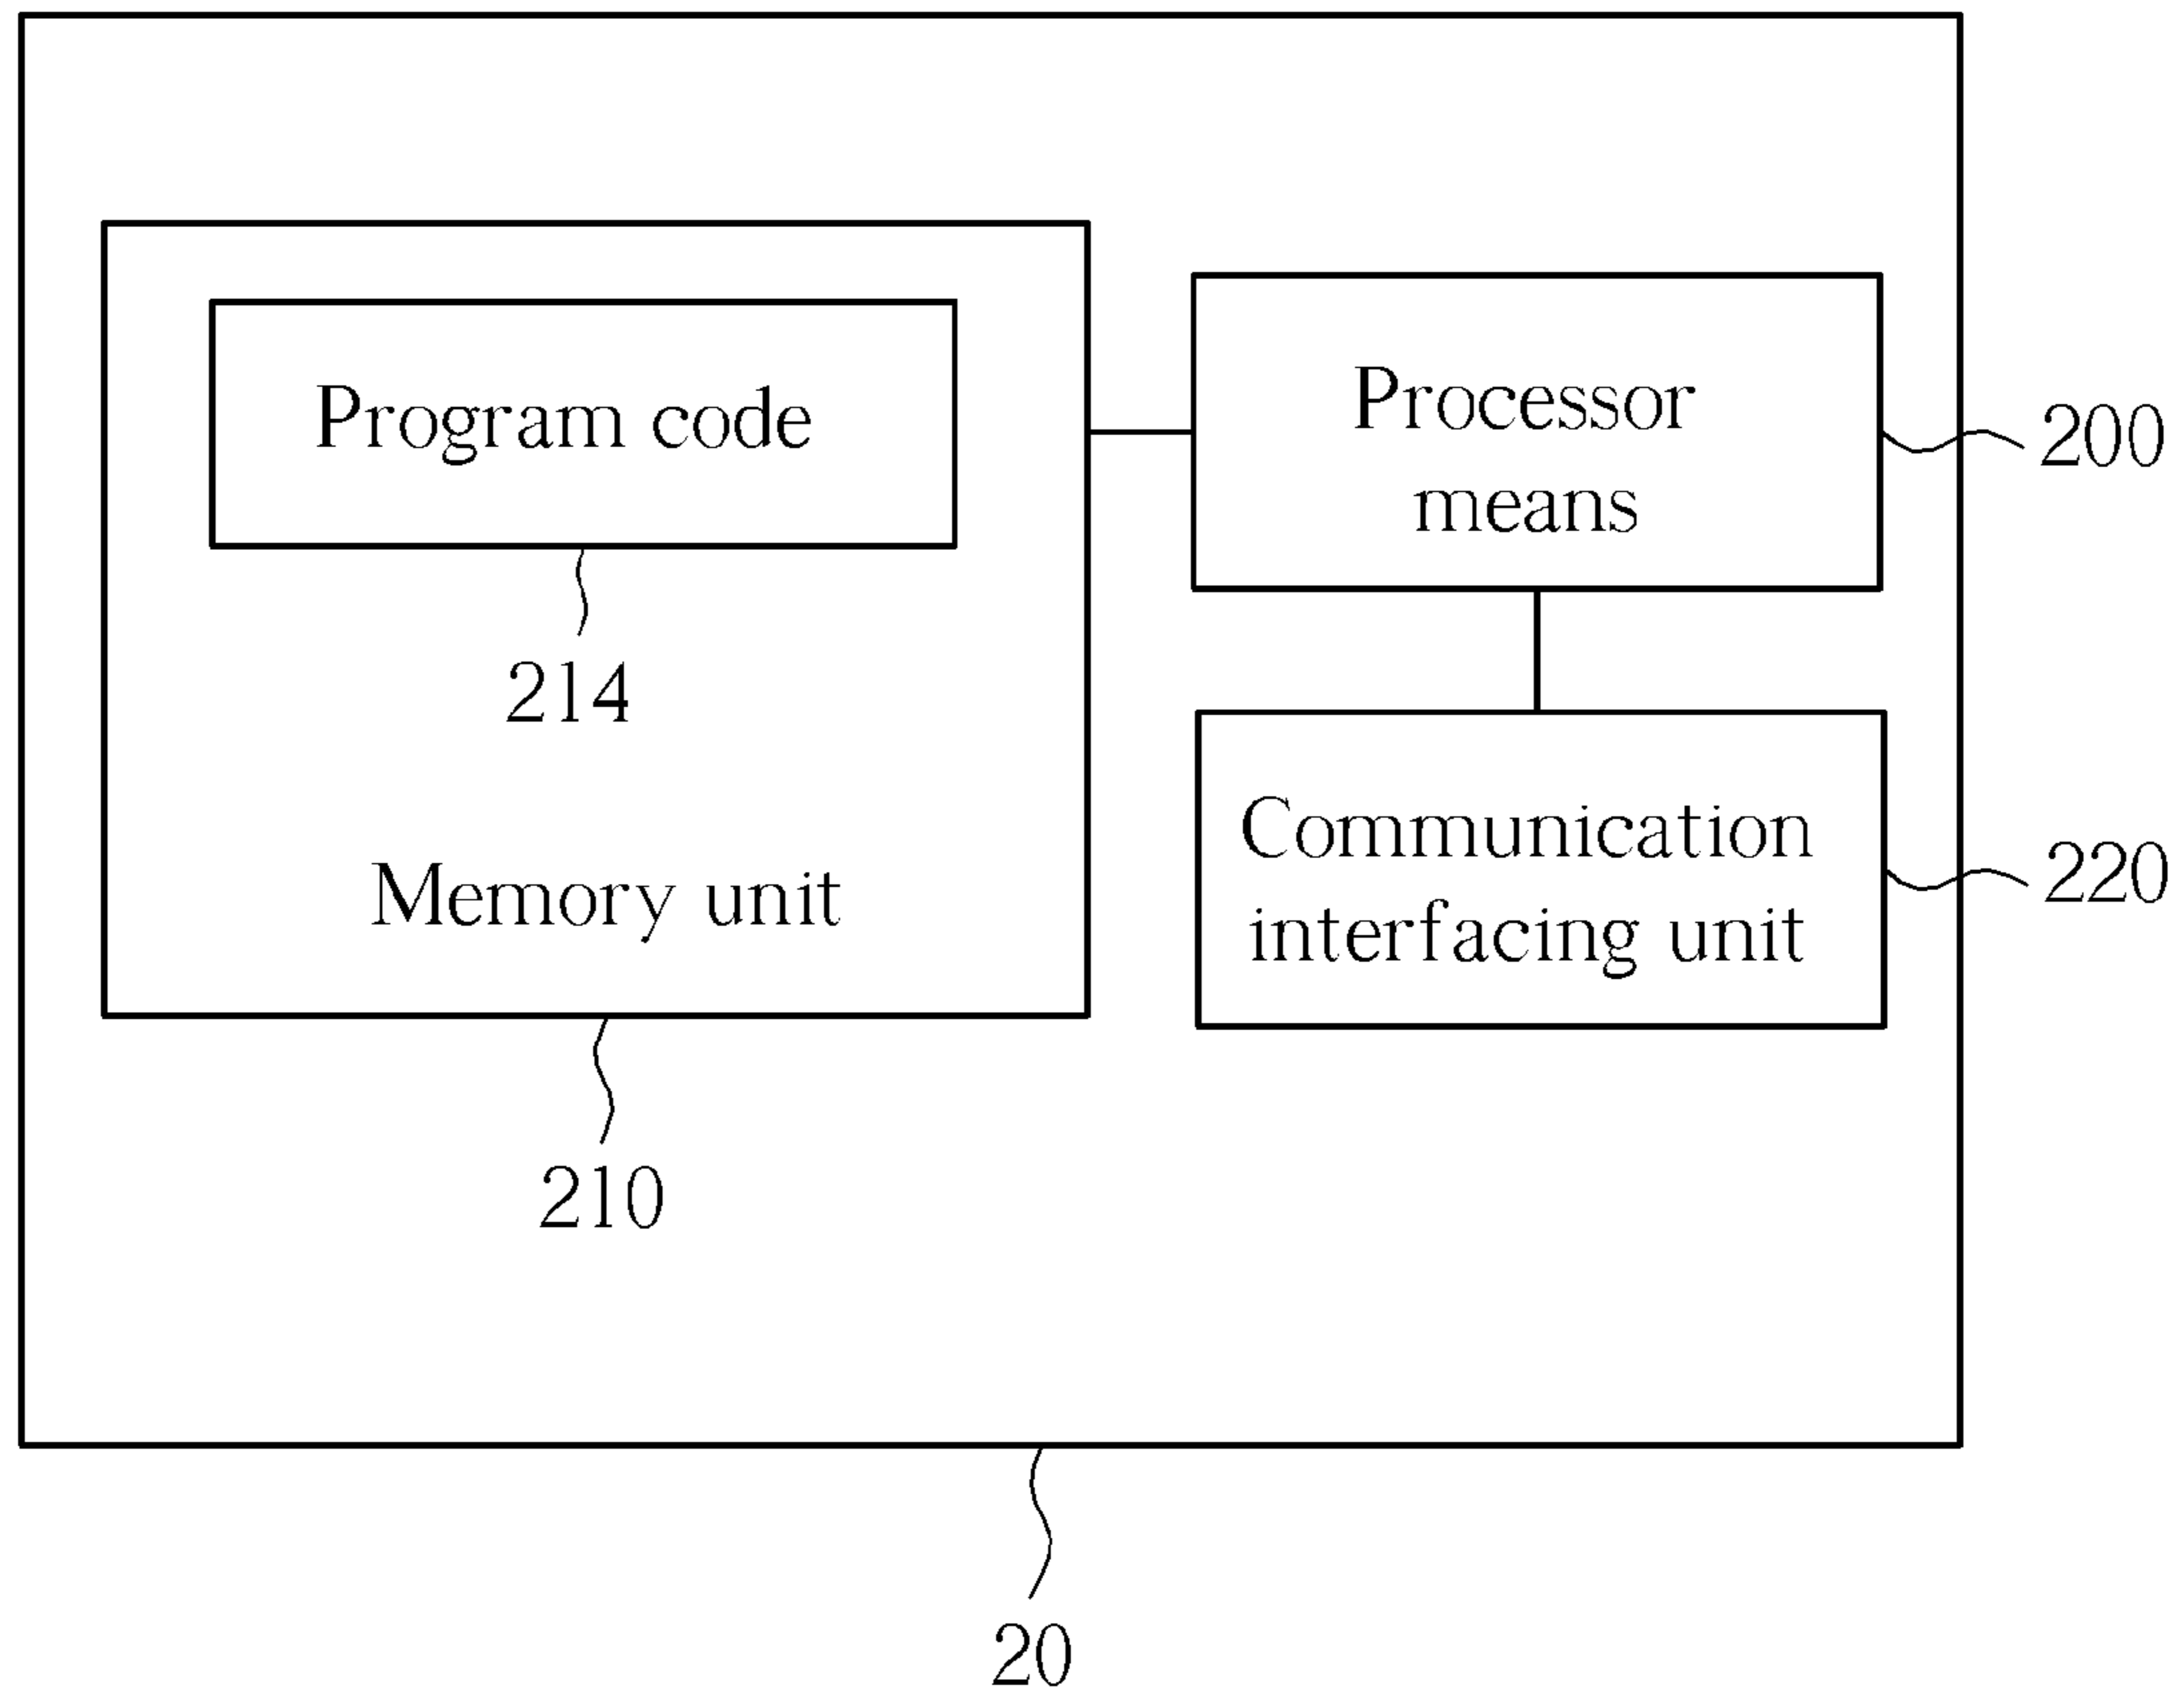 Program code
214
Memory unit
210
Processor
means
200
Communication
interfacing unit
220
20